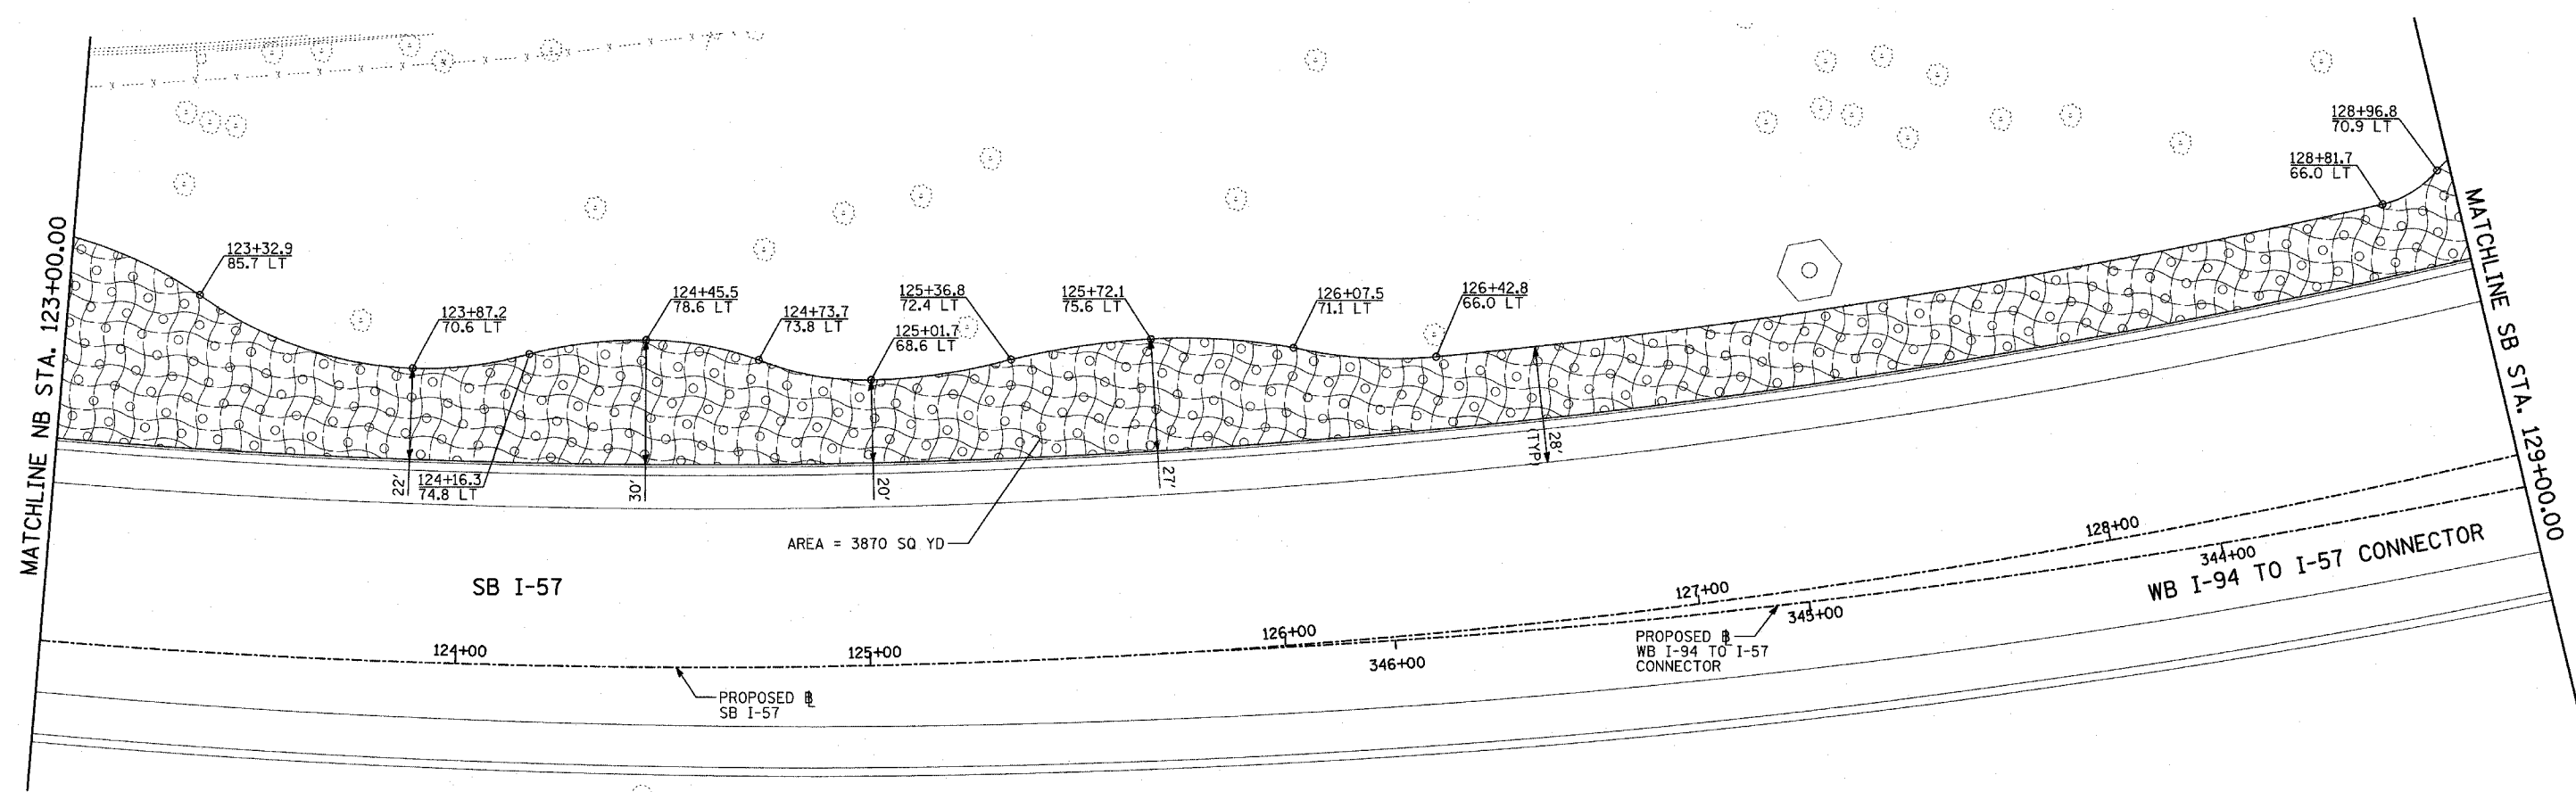 MATCHLINE NB STA. 123+00.00
123+32.9
85.7 LT
123+87.2
70.6 LT
124+16.3
74.8 LT
124+45.5
78.6 LT
124+73.7
73.8 LT
125+01.7
68.6 LT
125+36.8
72.4 LT
125+72.1
75.6 LT
126+07.5
71.1 LT
126+42.8
66.0 LT
128+81.7
66.0 LT
128+96.8
70.9 LT
22'
30'
20'
27'
28'
(TYP)
AREA = 3870 SQ YD
SB I-57
124+00
125+00
126+00
127+00
128+00
346+00
345+00
344+00
PROPOSED BL
SB I-57
PROPOSED BL
WB I-94 TO I-57
CONNECTOR
WB I-94 TO I-57 CONNECTOR
MATCHLINE SB STA. 129+00.00